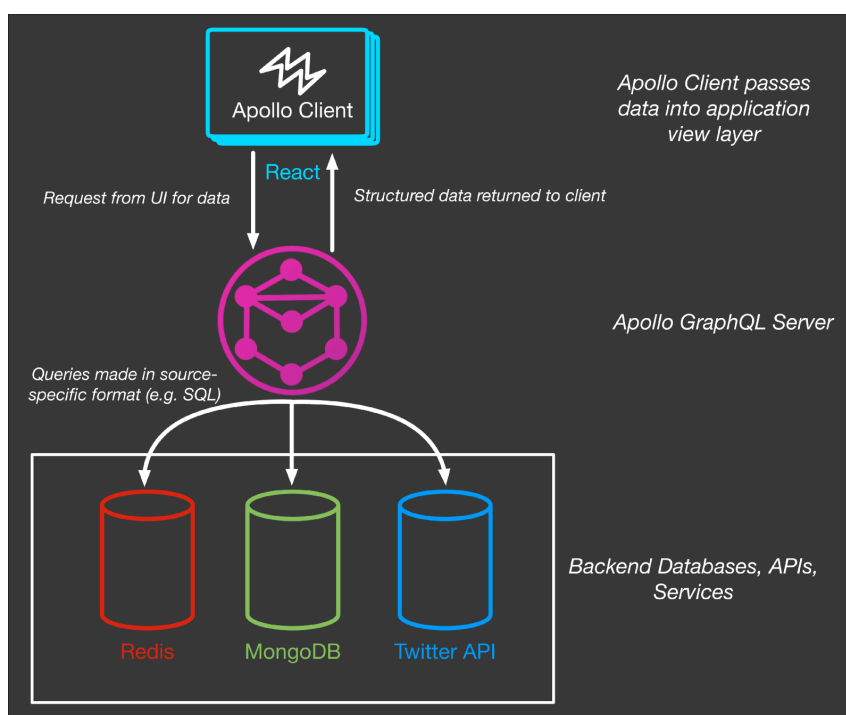 Apollo Client
Apollo Client passes
data into application
view layer
React
Request from UI for data
Structured data returned to client
Apollo GraphQL Server
Queries made in source-
specific format (e.g. SQL)
Backend Databases, APIs,
Services
Redis
MongoDB
Twitter API